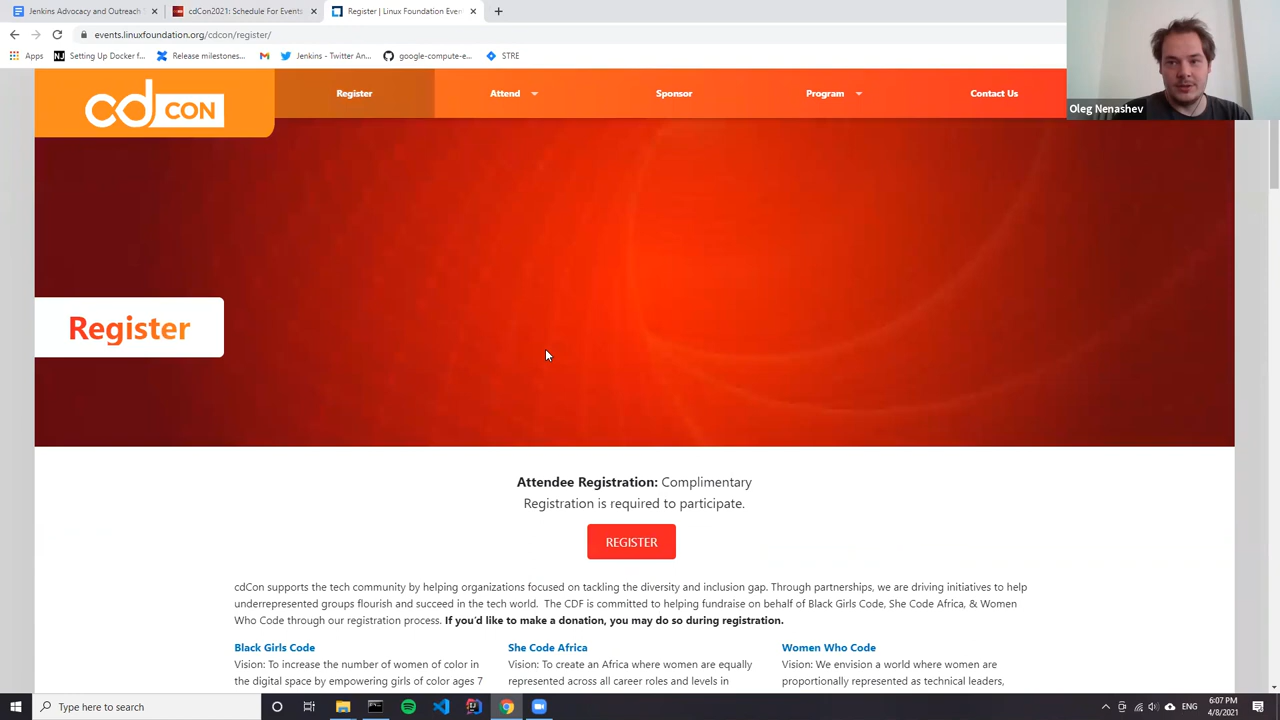 Jenkins Advocacy and Outreach
cdCon2021: Schedule For Events
Register | Linux Foundation Even
events.linuxfoundation.org/cdcon/register/
Apps
Setting Up Docker f...
Release milestones...
Jenkins - Twitter An...
google-compute-e...
STRE
Oleg Nenashev
cd CON
Register
Attend
Sponsor
Program
Contact Us
Register
Attendee Registration: Complimentary
Registration is required to participate.
REGISTER
cdCon supports the tech community by helping organizations focused on tackling the diversity and inclusion gap. Through partnerships, we are driving initiatives to help
underrepresented groups flourish and succeed in the tech world. The CDF is committed to helping fundraise on behalf of Black Girls Code, She Code Africa, & Women
Who Code through our registration process. If you'd like to make a donation, you may do so during registration.
Black Girls Code
Vision: To increase the number of women of color in
the digital space by empowering girls of color ages 7
She Code Africa
Vision: To create an Africa where women are equally
represented across all career roles and levels in
Women Who Code
Vision: We envision a world where women are
proportionally represented as technical leaders,
Type here to search
ENG
6:07 PM
4/8/2021